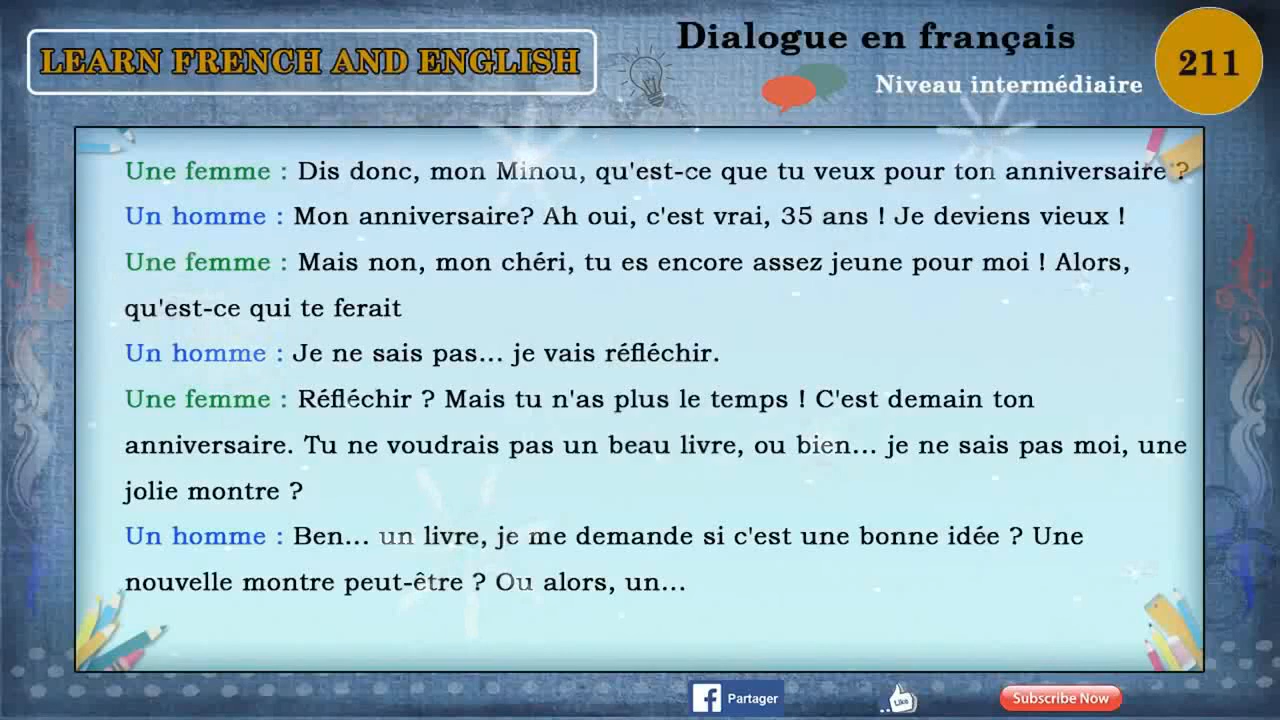 LEARN FRENCH AND ENGLISH
Dialogue en français
Niveau intermédiaire
211
Une femme : Dis donc, mon Minou, qu'est-ce que tu veux pour ton anniversaire ?
Un homme : Mon anniversaire? Ah oui, c'est vrai, 35 ans ! Je deviens vieux !
Une femme : Mais non, mon chéri, tu es encore assez jeune pour moi ! Alors,
qu'est-ce qui te ferait
Un homme : Je ne sais pas... je vais réfléchir.
Une femme : Réfléchir ? Mais tu n'as plus le temps ! C'est demain ton
anniversaire. Tu ne voudrais pas un beau livre, ou bien... je ne sais pas moi, une
jolie montre ?
Un homme : Ben... un livre, je me demande si c'est une bonne idée ? Une
nouvelle montre peut-être ? Ou alors, un...
Partager
Like
Subscribe Now